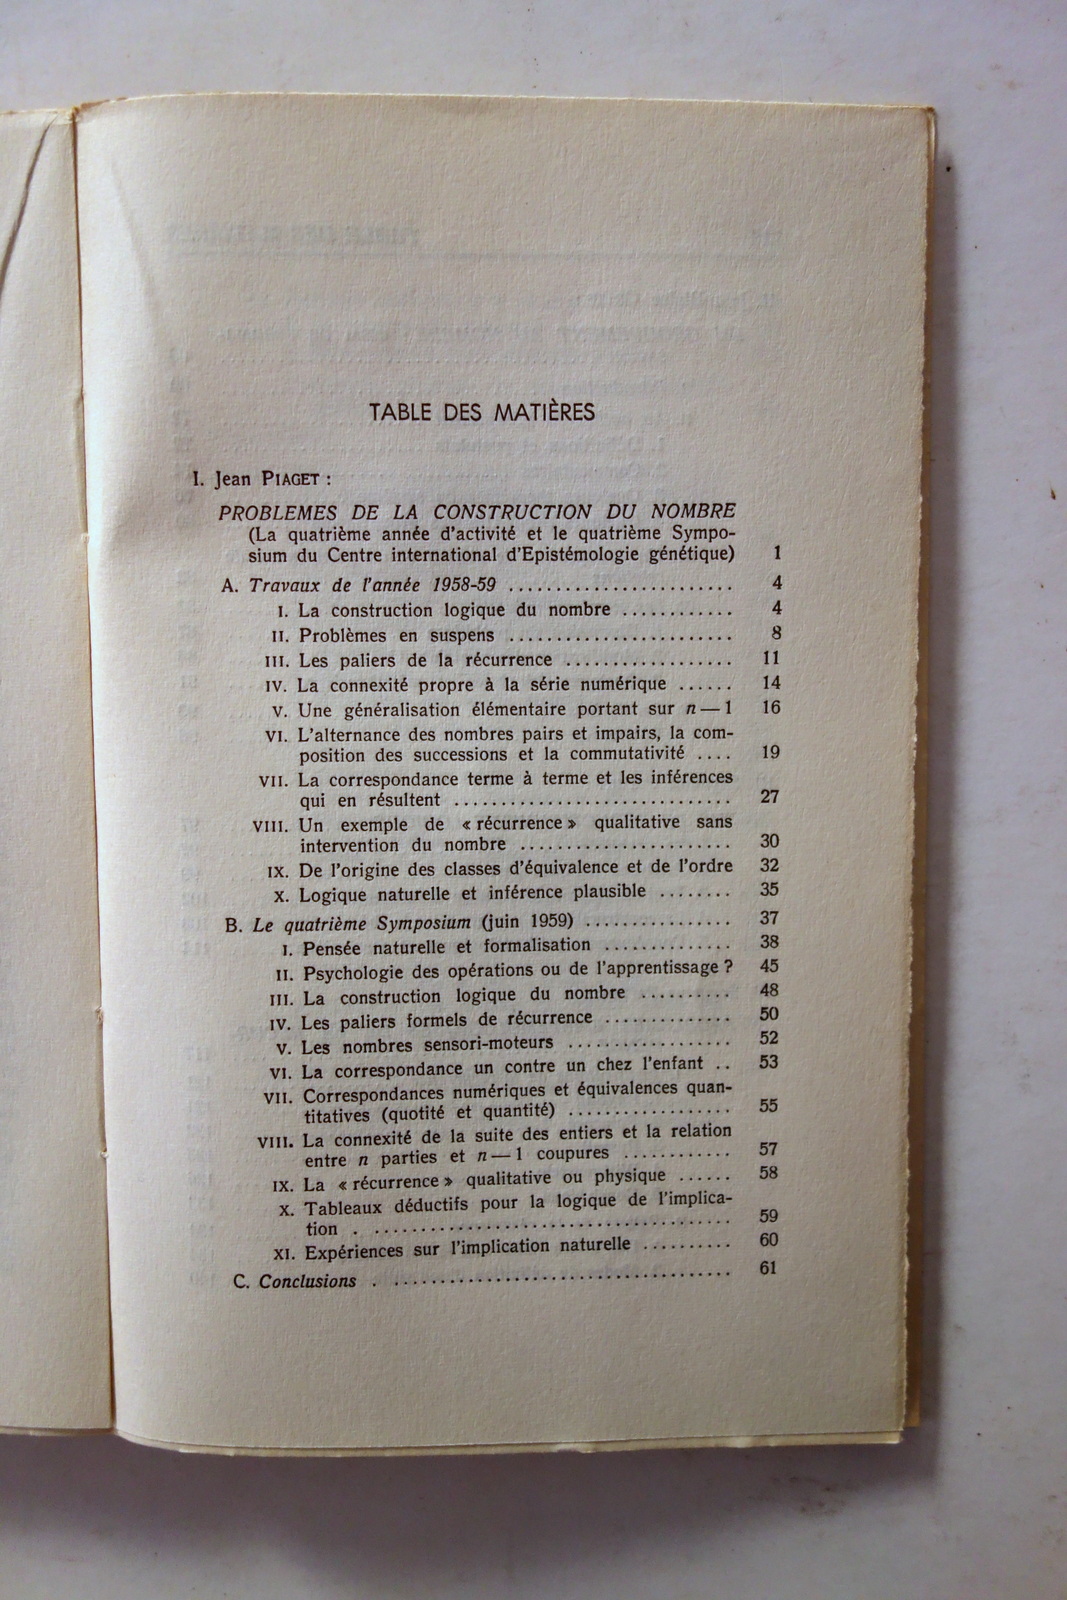 TABLE DES MATIÈRES
I. Jean PIAGET :
PROBLEMES DE LA CONSTRUCTION DU NOMBRE
(La quatrième année d'activité et le quatrième Sympo-
sium du Centre international d'Epistémologie génétique) 1
A. Travaux de l'année 1958-59 ........................ 4
I. La construction logique du nombre ............ 4
II. Problèmes en suspens ........................ 8
III. Les paliers de la récurrence .................. 11
IV. La connexité propre à la série numérique ...... 14
V. Une généralisation élémentaire portant sur n — 1 16
VI. L'alternance des nombres pairs et impairs, la com-
position des successions et la commutativité .... 19
VII. La correspondance terme à terme et les inférences
qui en résultent .............................. 27
VIII. Un exemple de « récurrence » qualitative sans
intervention du nombre ....................... 30
IX. De l'origine des classes d'équivalence et de l'ordre 32
X. Logique naturelle et inférence plausible ........ 35
B. Le quatrième Symposium (juin 1959) ................ 37
I. Pensée naturelle et formalisation .............. 38
II. Psychologie des opérations ou de l'apprentissage ? 45
III. La construction logique du nombre .......... 48
IV. Les paliers formels de récurrence .............. 50
V. Les nombres sensori-moteurs .................. 52
VI. La correspondance un contre un chez l'enfant .. 53
VII. Correspondances numériques et équivalences quan-
titatives (quotité et quantité) .................. 55
VIII. La connexité de la suite des entiers et la relation
entre n parties et n — 1 coupures ............ 57
IX. La « récurrence » qualitative ou physique ...... 58
X. Tableaux déductifs pour la logique de l'implica-
tion . ...................................... 59
XI. Expériences sur l'implication naturelle .......... 60
C. Conclusions . .................................... 61